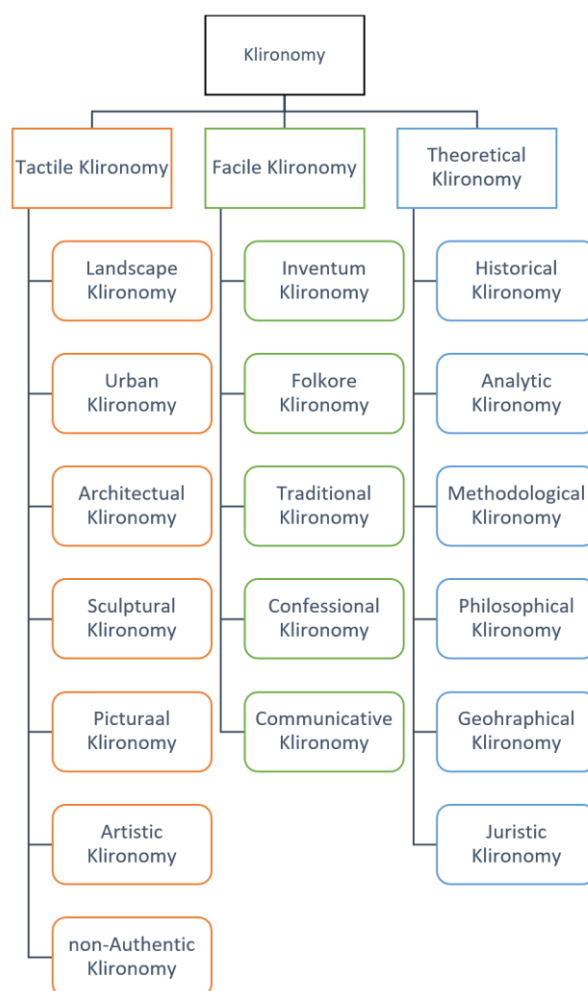 Klironomy
Tactile Klironomy
Facile Klironomy
Theoretical
Klironomy
Landscape
Klironomy
Urban
Klironomy
Architectual
Klironomy
Sculptural
Klironomy
Picturaal
Klironomy
Artistic
Klironomy
non-Authentic
Klironomy
Inventum
Klironomy
Folkore
Klironomy
Traditional
Klironomy
Confessional
Klironomy
Communicative
Klironomy
Historical
Klironomy
Analytic
Klironomy
Methodological
Klironomy
Philosophical
Klironomy
Geohraphical
Klironomy
Juristic
Klironomy